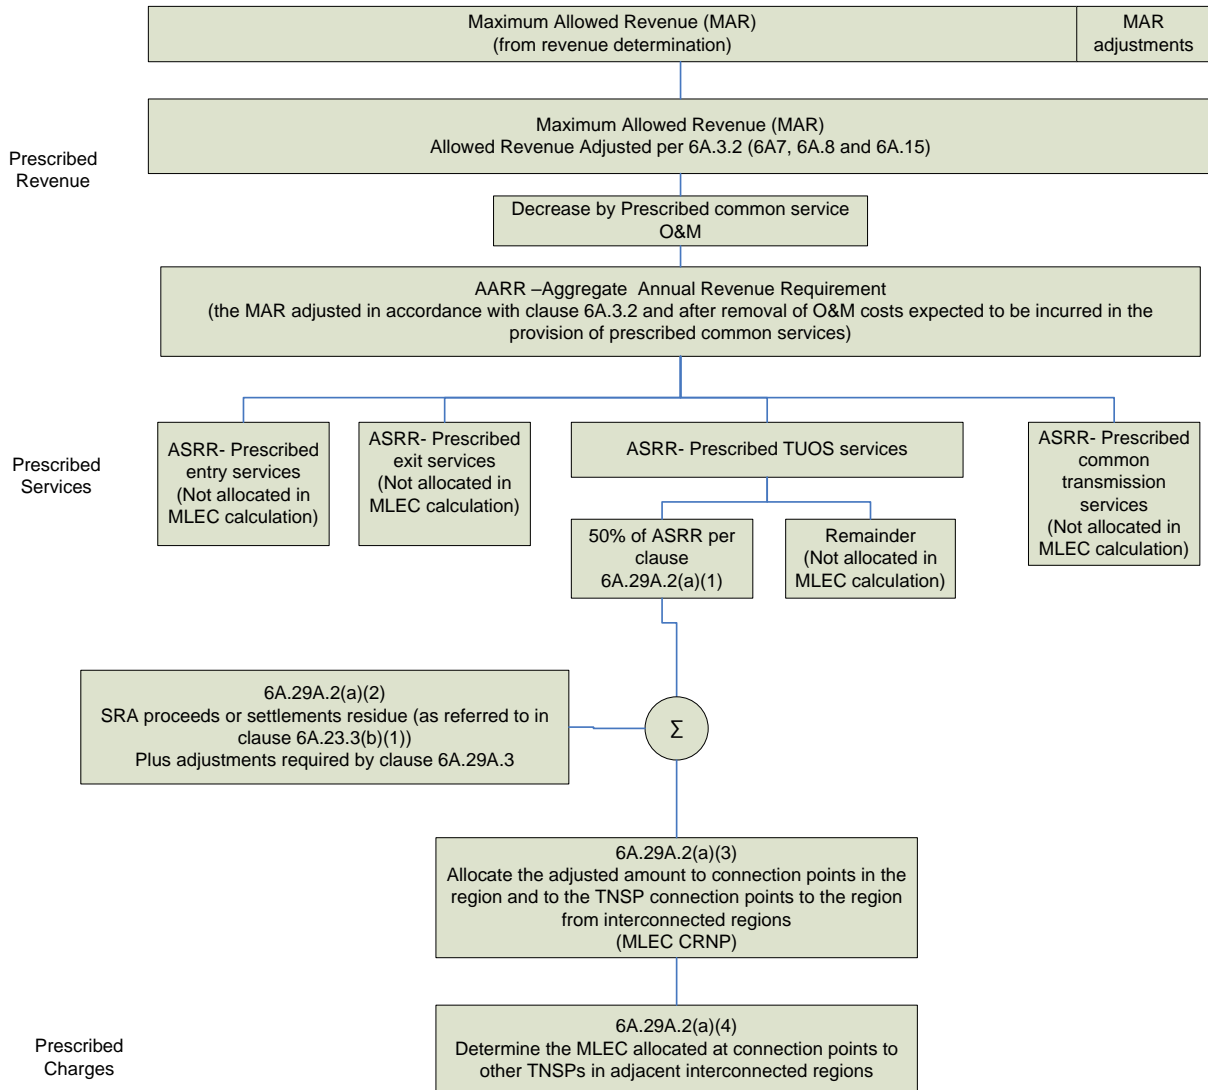 Maximum Allowed Revenue (MAR)
(from revenue determination)
MAR
adjustments
Prescribed
Revenue
Maximum Allowed Revenue (MAR)
Allowed Revenue Adjusted per 6A.3.2 (6A7, 6A.8 and 6A.15)
Decrease by Prescribed common service
O&M
AARR –Aggregate Annual Revenue Requirement
(the MAR adjusted in accordance with clause 6A.3.2 and after removal of O&M costs expected to be incurred in the
provision of prescribed common services)
Prescribed
Services
ASRR- Prescribed
entry services
(Not allocated in
MLEC calculation)
ASRR- Prescribed
exit services
(Not allocated in
MLEC calculation)
ASRR- Prescribed TUOS services
ASRR- Prescribed
common
transmission
services
(Not allocated in
MLEC calculation)
50% of ASRR per
clause
6A.29A.2(a)(1)
Remainder
(Not allocated in
MLEC calculation)
6A.29A.2(a)(2)
SRA proceeds or settlements residue (as referred to in
clause 6A.23.3(b)(1))
Plus adjustments required by clause 6A.29A.3
Σ
6A.29A.2(a)(3)
Allocate the adjusted amount to connection points in the
region and to the TNSP connection points to the region
from interconnected regions
(MLEC CRNP)
Prescribed
Charges
6A.29A.2(a)(4)
Determine the MLEC allocated at connection points to
other TNSPs in adjacent interconnected regions